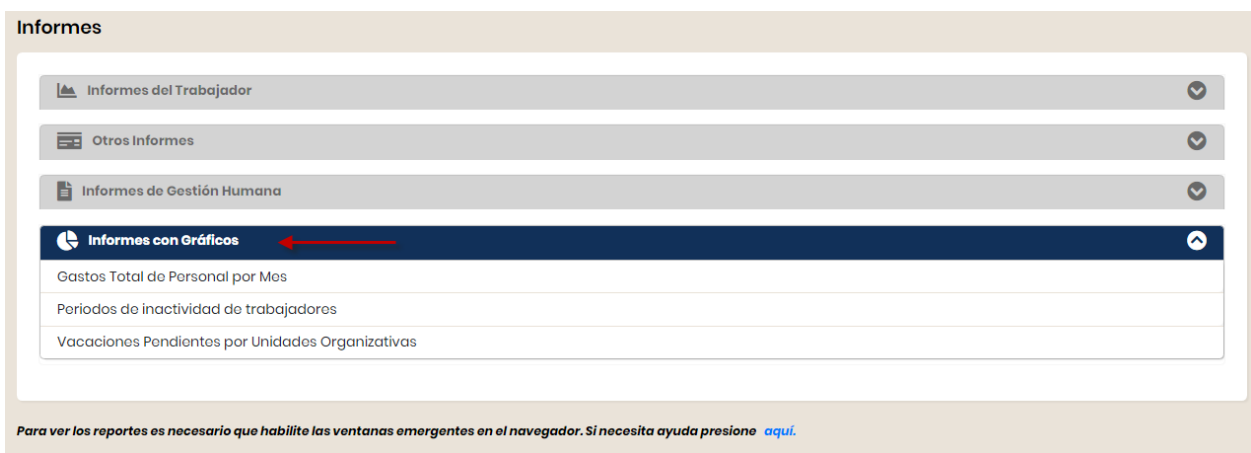 Informes
Informes del Trabajador
Otros Informes
Informes de Gestión Humana
Informes con Gráficos
Gastos Total de Personal por Mes
Periodos de inactividad de trabajadores
Vacaciones Pendientes por Unidades Organizativas
Para ver los reportes es necesario que habilite las ventanas emergentes en el navegador. Si necesita ayuda presione aquí.